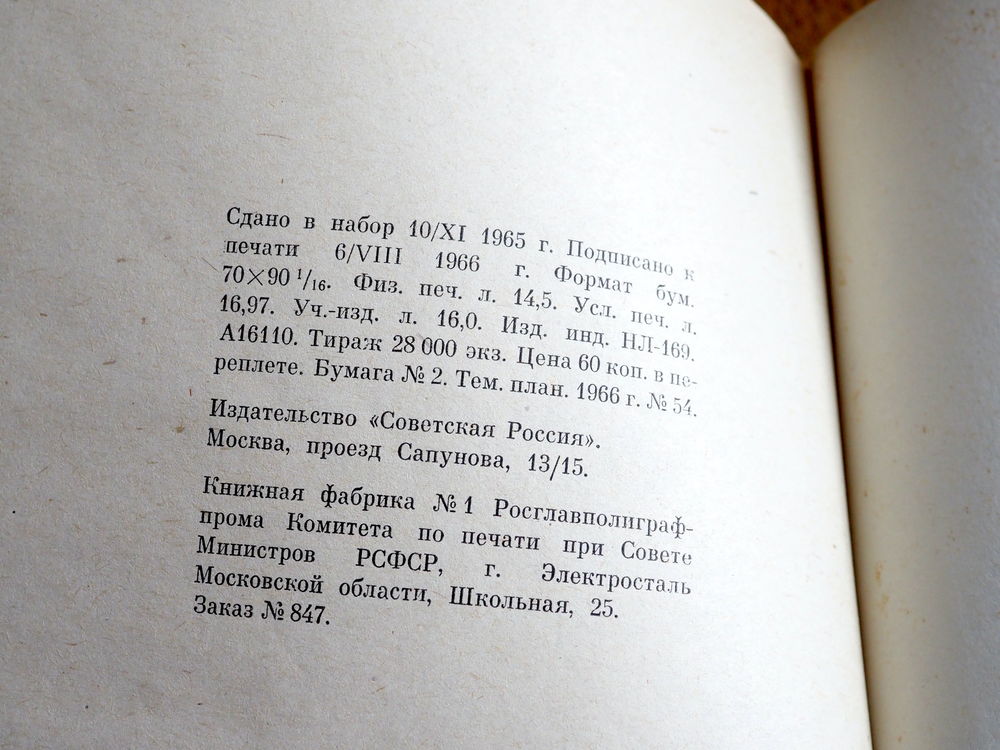 Сдано в набор 10/XI 1965 г. Подписано к
печати 6/VIII 1966 г. Формат бум.
70×90 1/16. Физ. печ. л. 14,5. Усл. печ. л.
16,97. Уч.-изд. л. 16,0. Изд. инд. НЛ-169.
А16110. Тираж 28 000 экз. Цена 60 коп. в пе-
реплете. Бумага № 2. Тем. план. 1966 г. № 54.
Издательство «Советская Россия».
Москва, проезд Сапунова, 13/15.
Книжная фабрика № 1 Росглавполиграф-
прома Комитета по печати при Совете
Министров РСФСР, г. Электросталь
Московской области, Школьная, 25.
Заказ № 847.